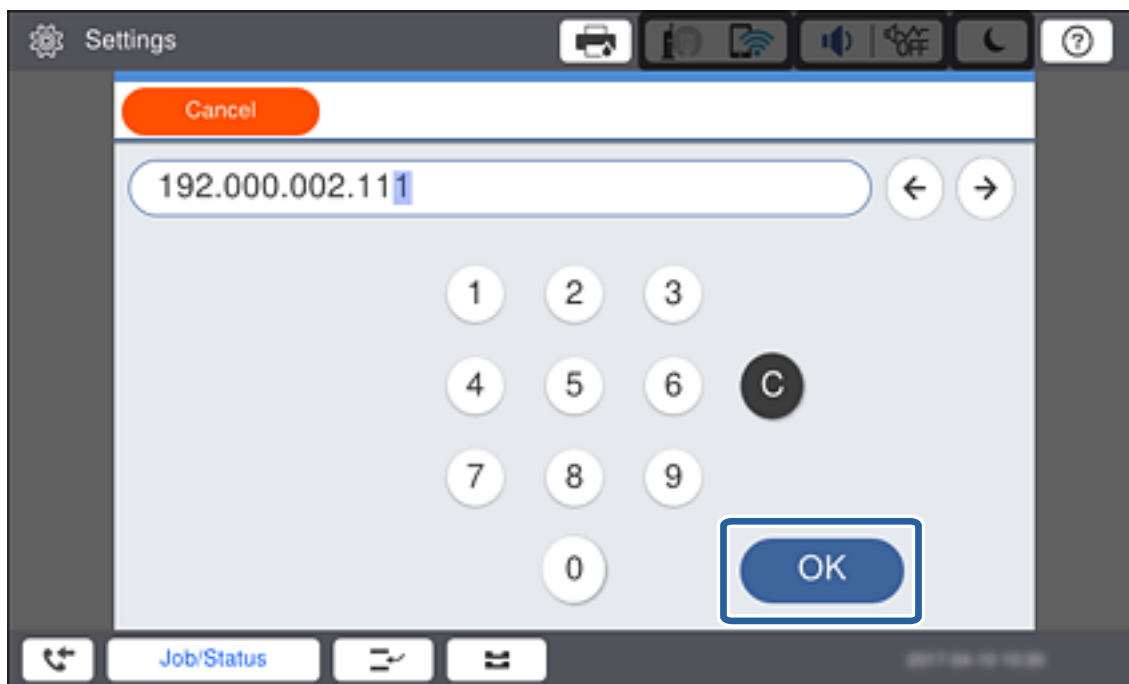 Settings
OFF
?
Cancel
192.000.002.111
1 2 3
4 5 6 C
7 8 9
0 OK
Job/Status